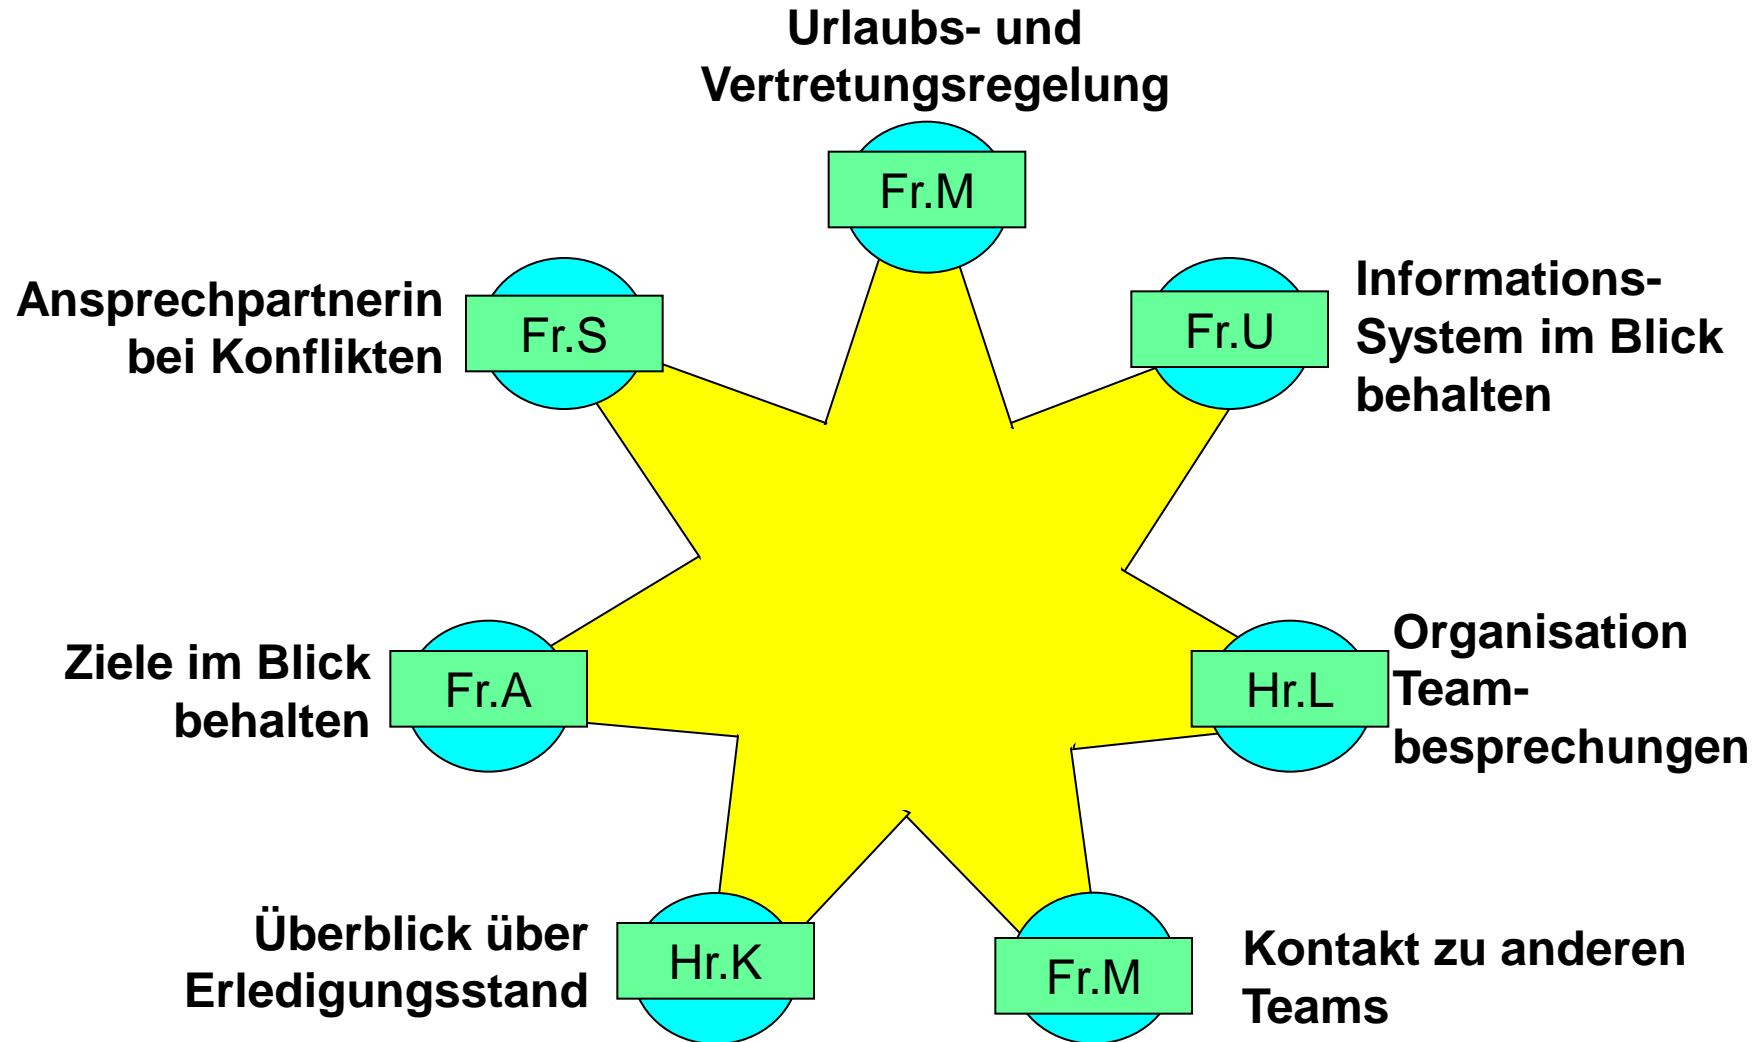 Urlaubs- und
Vertretungsregelung
Fr.M
Ansprechpartnerin
bei Konflikten
Fr.S
Fr.U
Informations-
System im Blick
behalten
Ziele im Blick
behalten
Fr.A
Hr.L
Organisation
Team-
besprechungen
Überblick über
Erledigungsstand
Hr.K
Fr.M
Kontakt zu anderen
Teams